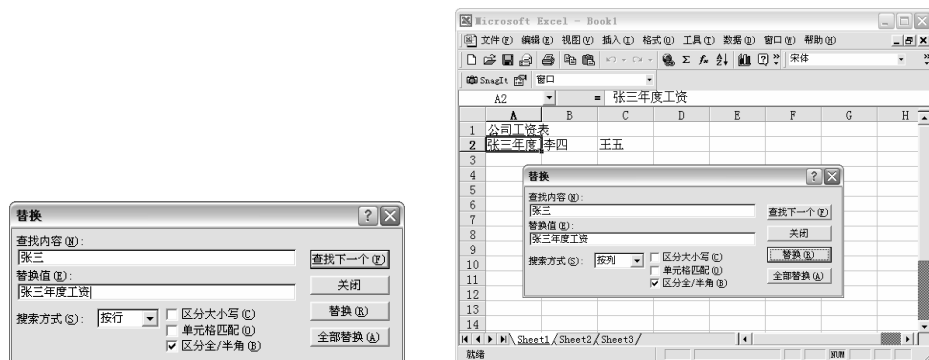 替换
查找内容(N):
张三
查找下一个(F)
替换值(E):
关闭
张三年度工资
替换(R)
搜索方式(S): 按行 区分大小写(C)
单元格匹配(O)
全部替换(A)
区分全/半角(B)
Microsoft Excel - Book1
文件(F) 编辑(E) 视图(V) 插入(I) 格式(O) 工具(T) 数据(D) 窗口(W) 帮助(H)
宋体
SnagIt 窗口
A2 = 张三年度工资
A B C D E F G H
1 公司工资表
2 张三年度 李四 王五
3
4
5
6
7
8
9
10
11
12
13
14
替换
查找内容(N):
张三
查找下一个(F)
替换值(E):
关闭
张三年度工资
替换(R)
搜索方式(S): 按列 区分大小写(C)
单元格匹配(O)
全部替换(A)
区分全/半角(B)
Sheet1 Sheet2 Sheet3
就绪 NUM